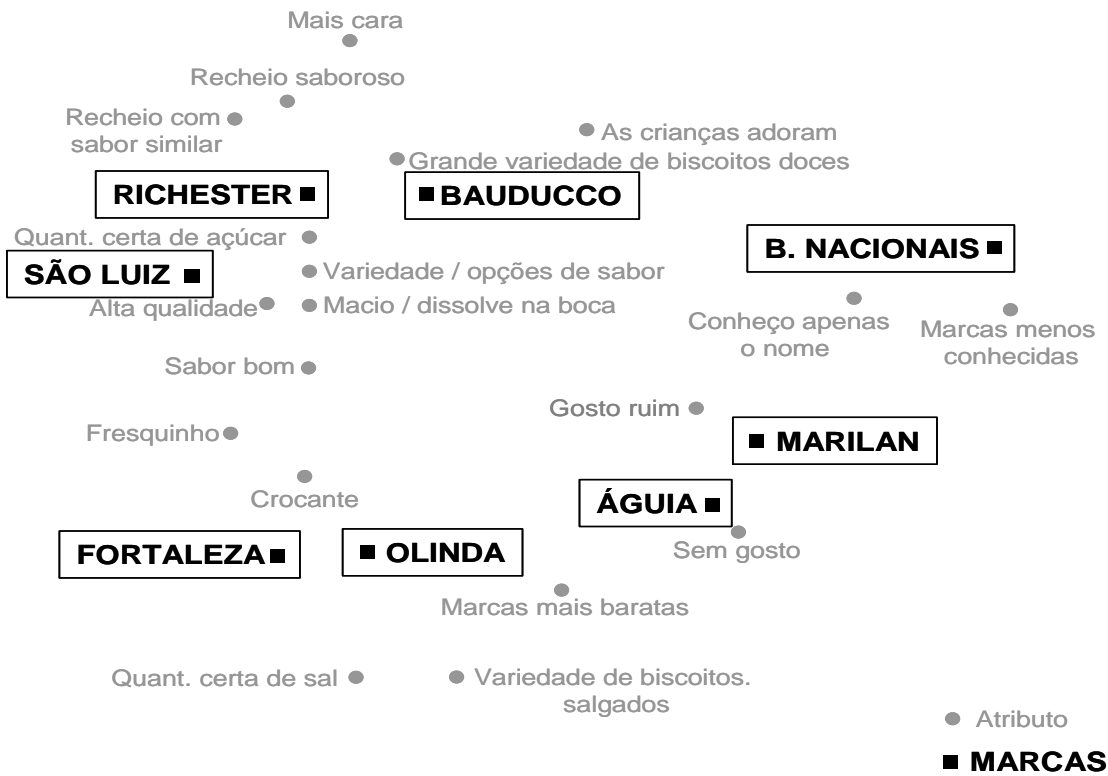 Mais cara
Recheio saboroso
Recheio com
sabor similar
As crianças adoram
Grande variedade de biscoitos doces
RICHESTER
BAUDUCCO
Quant. certa de açúcar
B. NACIONAIS
SÃO LUIZ
Variedade / opções de sabor
Alta qualidade
Macio / dissolve na boca
Conheço apenas
o nome
Marcas menos
conhecidas
Sabor bom
Gosto ruim
Fresquinho
MARILAN
Crocante
ÁGUIA
FORTALEZA
OLINDA
Sem gosto
Marcas mais baratas
Quant. certa de sal
Variedade de biscoitos.
salgados
Atributo
MARCAS